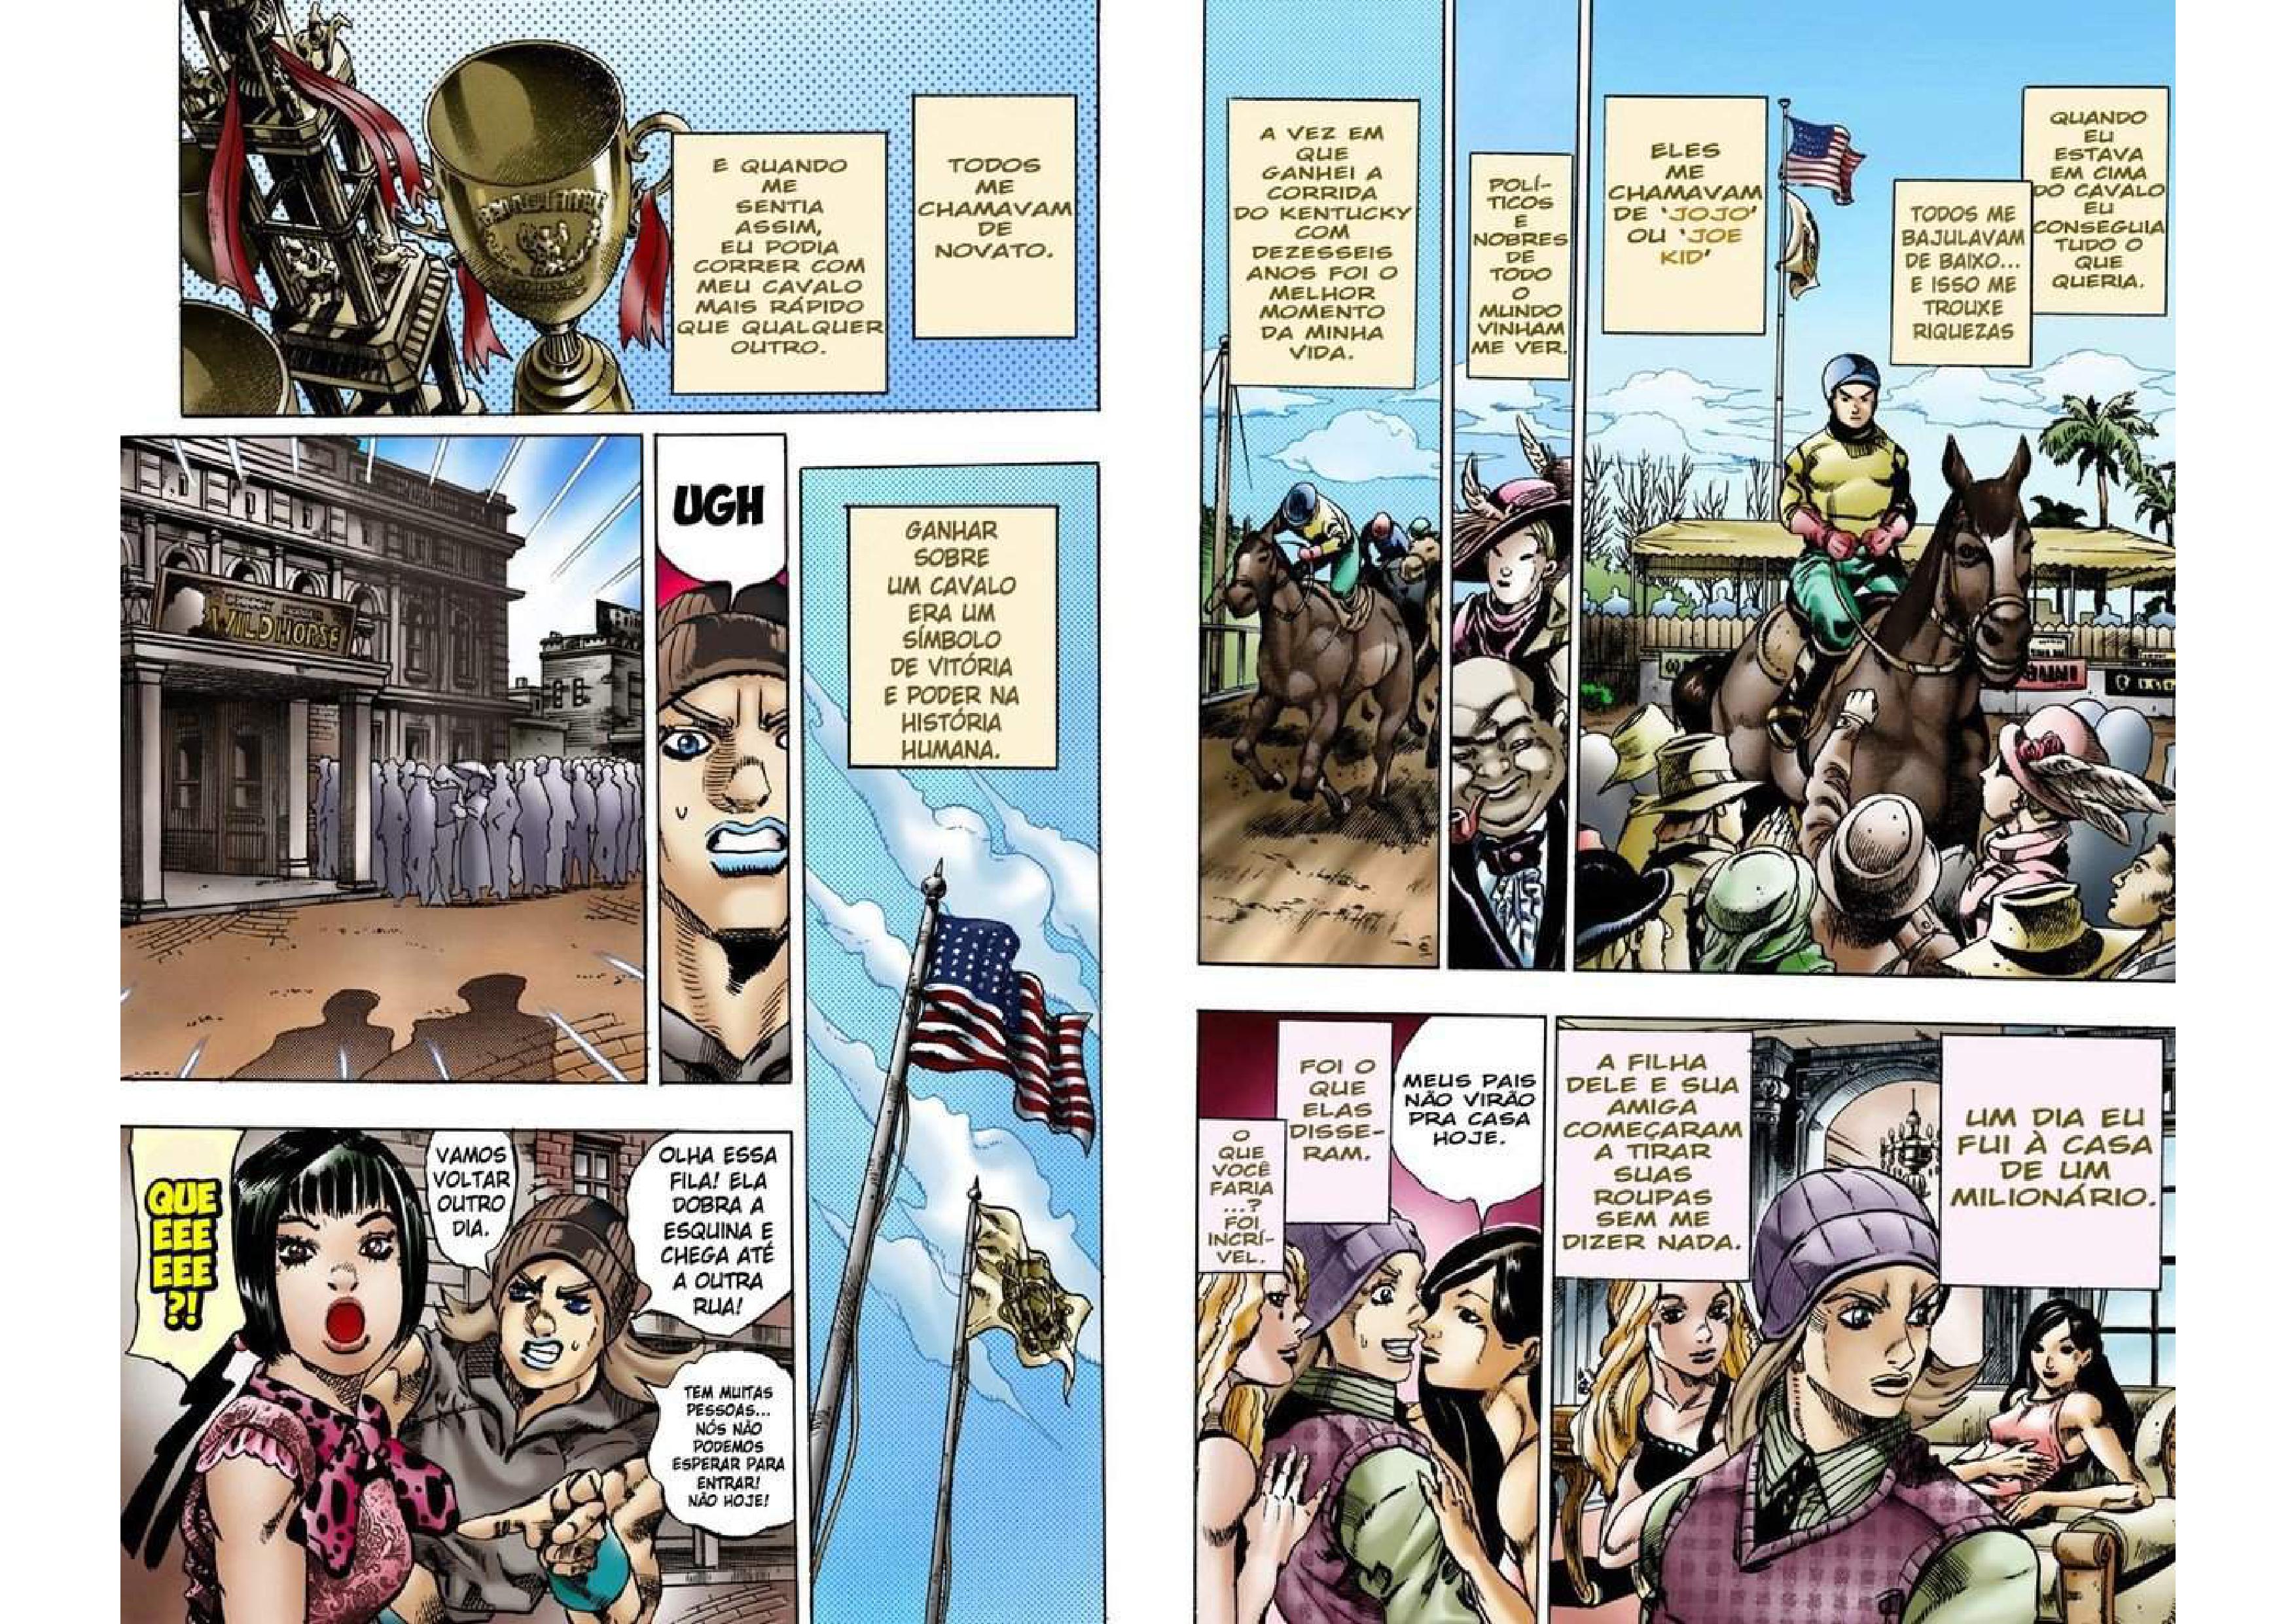 QUANDO
EU
ESTAVA
EM CIMA
DO CAVALO
EU
CONSEGUIA
TUDO O
QUE
QUERIA.
TODOS ME
BAJULAVAM
DE BAIXO...
E ISSO ME
TROUXE
RIQUEZAS
ELES
ME
CHAMAVAM
DE 'JOJO'
OU 'JOE
KID'
POLÍ-
TICOS
E
NOBRES
DE
TODO
O
MUNDO
VINHAM
ME VER.
A VEZ EM
QUE
GANHEI A
CORRIDA
DO KENTUCKY
COM
DEZESSEIS
ANOS FOI O
MELHOR
MOMENTO
DA MINHA
VIDA.
UM DIA EU
FUI À CASA
DE UM
MILIONÁRIO.
A FILHA
DELE E SUA
AMIGA
COMEÇARAM
A TIRAR
SUAS
ROUPAS
SEM ME
DIZER NADA.
MEUS PAIS
NÃO VIRÃO
PRA CASA
HOJE.
FOI O
QUE
ELAS
DISSE-
RAM.
O
QUE
VOCÊ
FARIA
...?
FOI
INCRÍ-
VEL.
TODOS
ME
CHAMAVAM
DE
NOVATO.
E QUANDO
ME
SENTIA
ASSIM,
EU PODIA
CORRER COM
MEU CAVALO
MAIS RÁPIDO
QUE QUALQUER
OUTRO.
GANHAR
SOBRE
UM CAVALO
ERA UM
SÍMBOLO
DE VITÓRIA
E PODER NA
HISTÓRIA
HUMANA.
UGH
WILD HORSE
OLHA ESSA
FILA! ELA
DOBRA A
ESQUINA E
CHEGA ATÉ
A OUTRA
RUA!
TEM MUITAS
PESSOAS...
NÓS NÃO
PODEMOS
ESPERAR PARA
ENTRAR!
NÃO HOJE!
VAMOS
VOLTAR
OUTRO
DIA.
QUE
EEE
EEE
?!